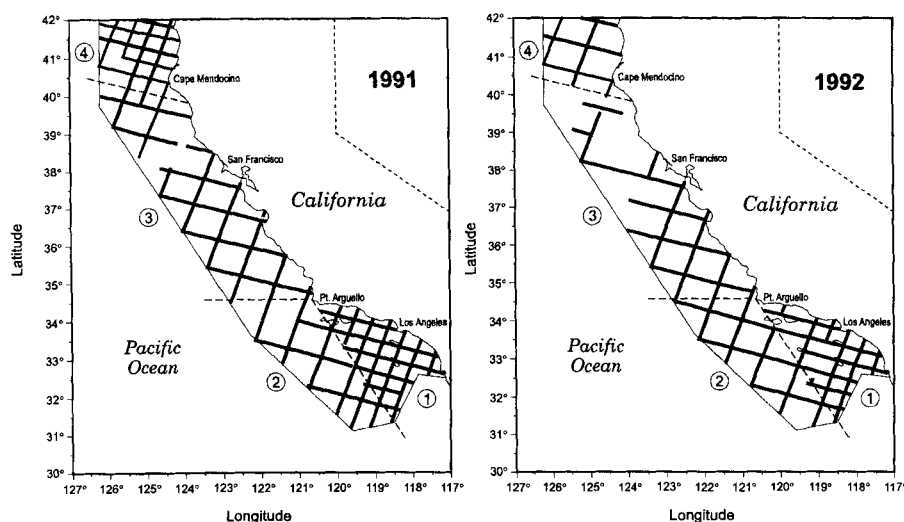 42°
41°
40°
39°
38°
37°
36°
35°
34°
33°
32°
31°
30°
Latitude
④
③
②
①
Cape Mendocino
1991
San Francisco
California
Pt. Arguello
Los Angeles
Pacific
Ocean
127° 126° 125° 124° 123° 122° 121° 120° 119° 118° 117°
Longitude
42°
41°
40°
39°
38°
37°
36°
35°
34°
33°
32°
31°
30°
Latitude
④
③
②
①
Cape Mendocino
1992
San Francisco
California
Pt. Arguello
Los Angeles
Pacific
Ocean
127° 126° 125° 124° 123° 122° 121° 120° 119° 118° 117°
Longitude